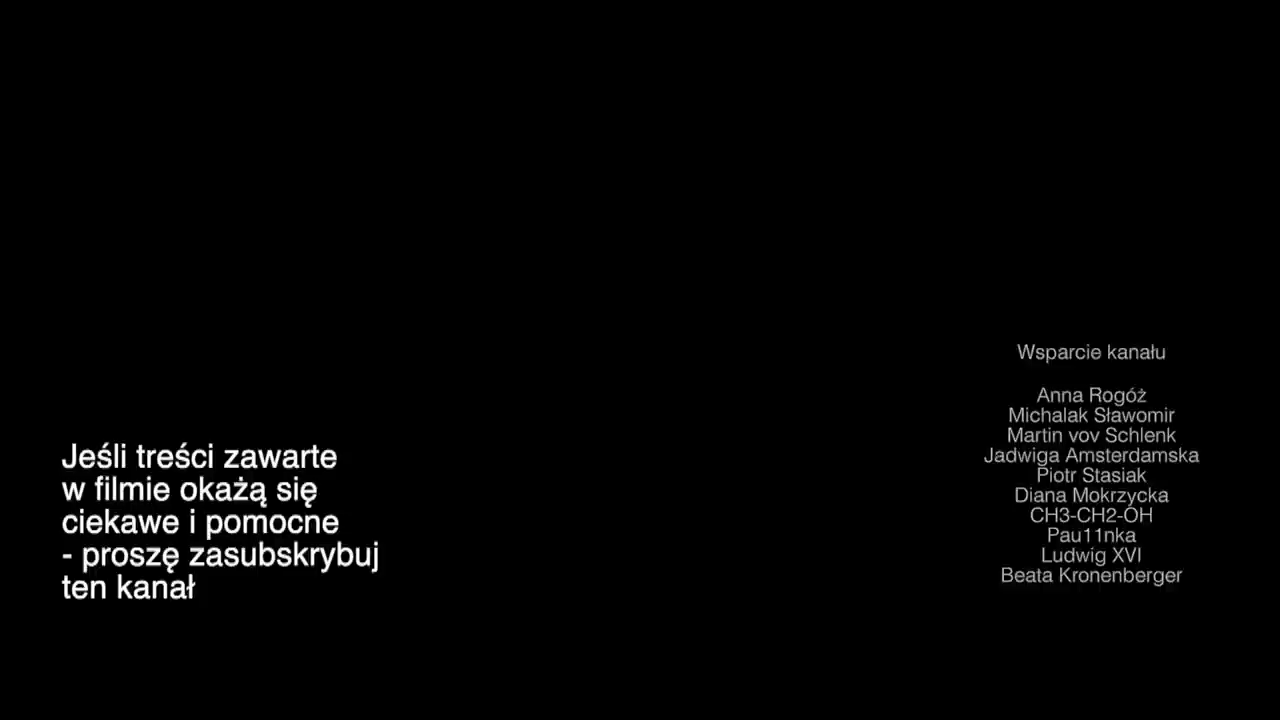 Jeśli treści zawarte
w filmie okażą się
ciekawe i pomocne
- proszę zasubskrybuj
ten kanał
Wsparcie kanału
Anna Rogóż
Michalak Sławomir
Martin vov Schlenk
Jadwiga Amsterdamska
Piotr Stasiak
Diana Mokrzycka
CH3-CH2-OH
Pau11nka
Ludwig XVI
Beata Kronenberger